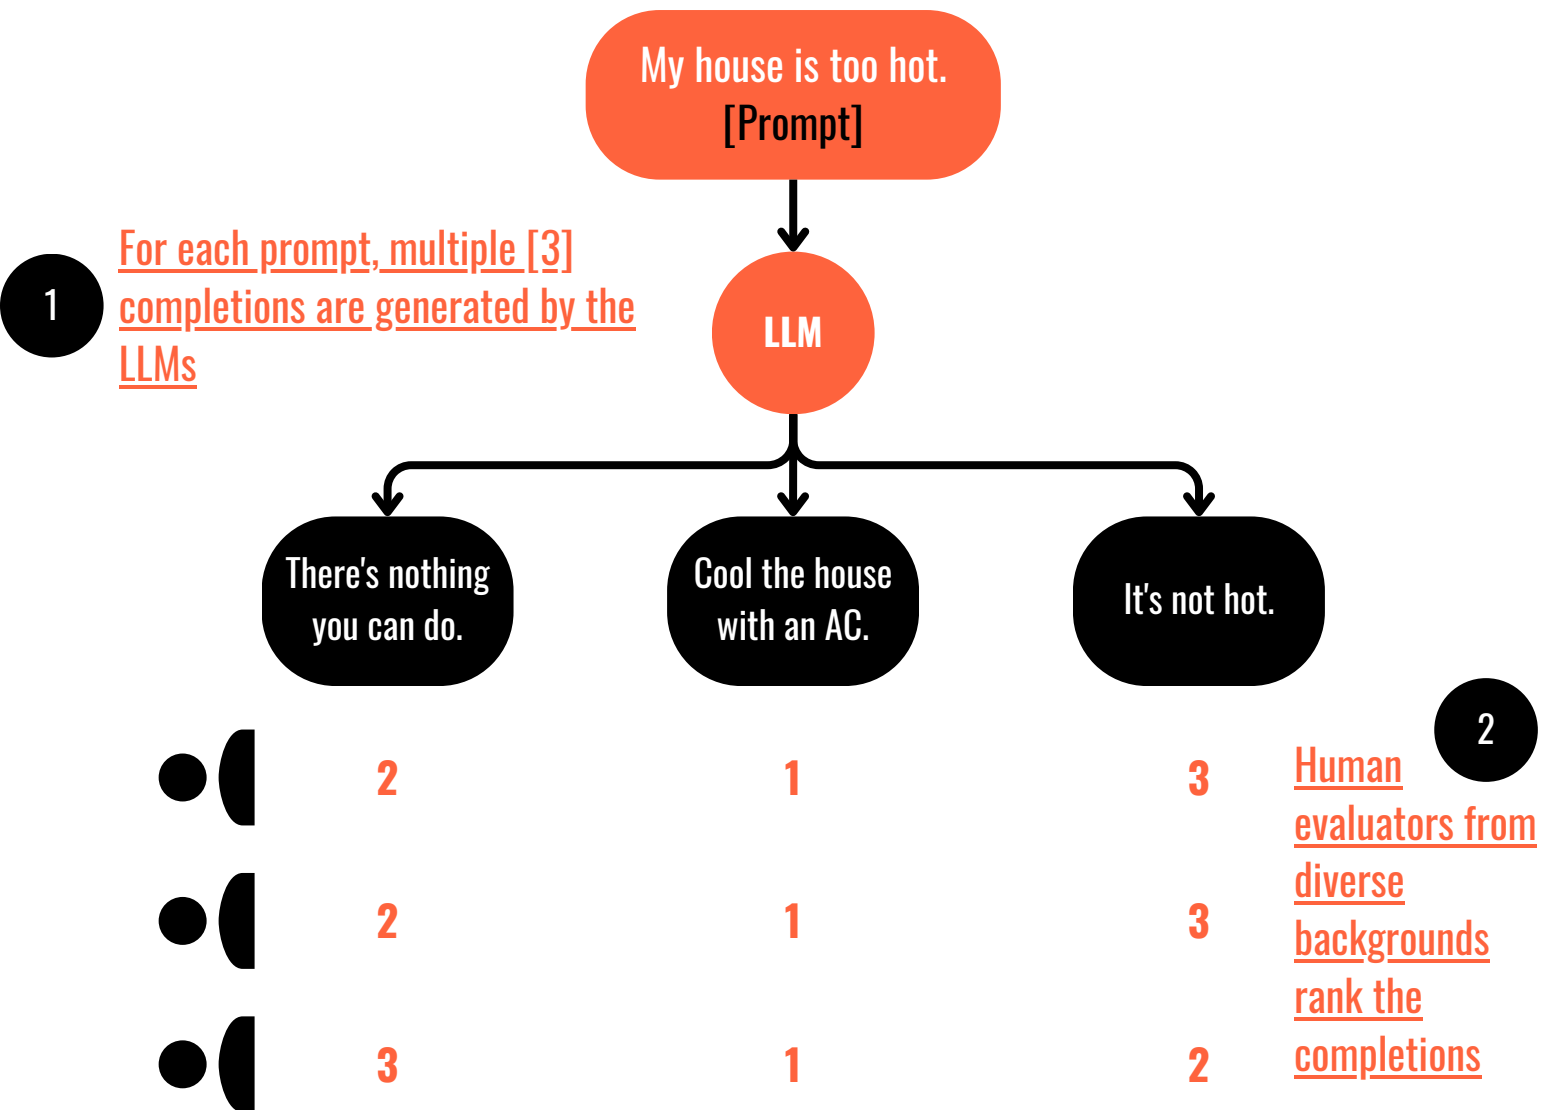 My house is too hot.
[Prompt]
1
For each prompt, multiple [3]
completions are generated by the
LLMs
LLM
There's nothing
you can do.
Cool the house
with an AC.
It's not hot.
2
Human
evaluators from
diverse
backgrounds
rank the
completions
2 1 3
2 1 3
3 1 2